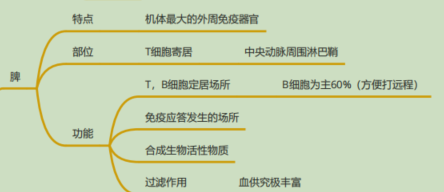 特点 机体最大的外周免疫器官
部位 T细胞寄居 中央动脉周围淋巴鞘
脾
T，B细胞定居场所 B细胞为主60%（方便打远程）
功能
免疫应答发生的场所
合成生物活性物质
过滤作用 血供究极丰富